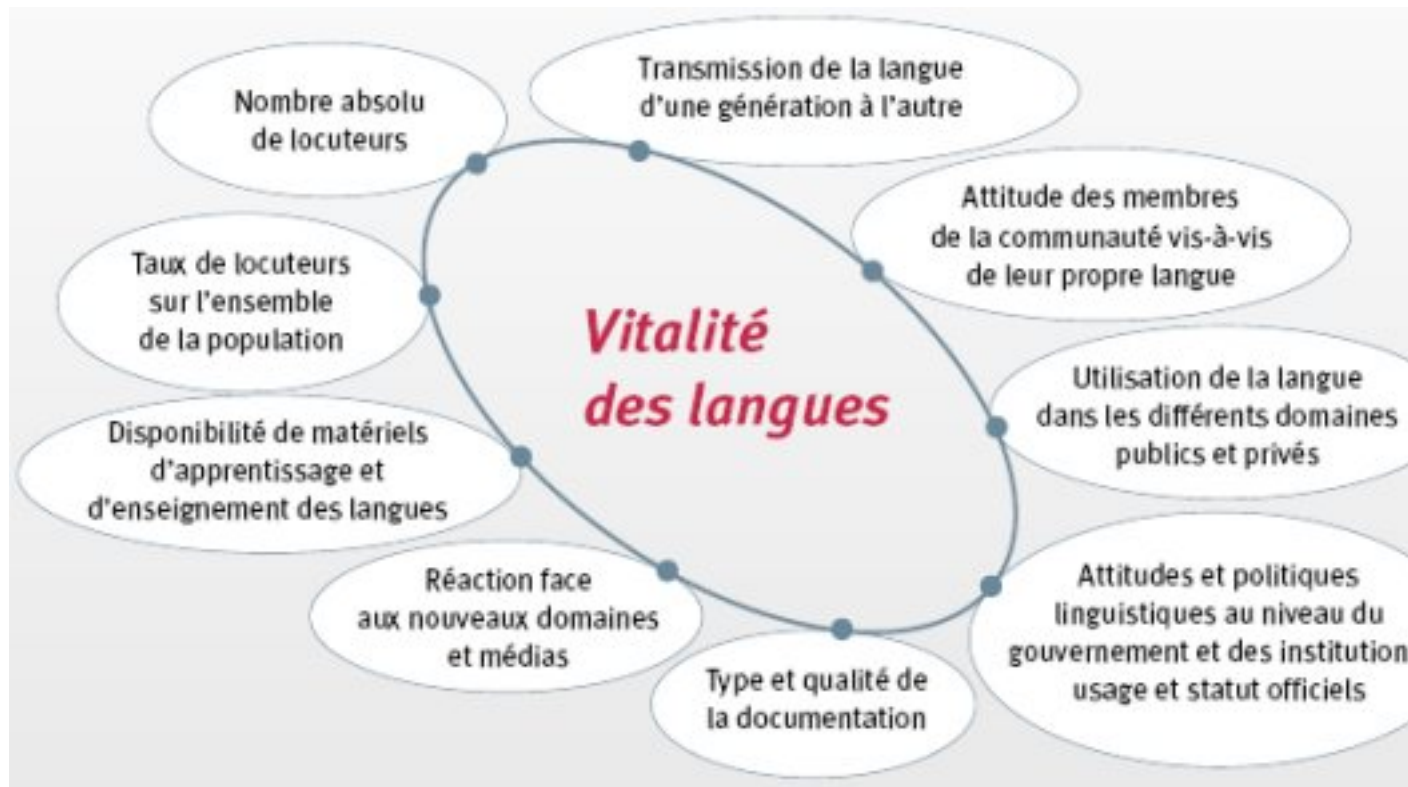 Nombre absolu
de locuteurs
Transmission de la langue
d'une génération à l'autre
Attitude des membres
de la communauté vis-à-vis
de leur propre langue
Taux de locuteurs
sur l'ensemble
de la population
Vitalité
des langues
Utilisation de la langue
dans les différents domaines
publics et privés
Disponibilité de matériels
d'apprentissage et
d'enseignement des langues
Attitudes et politiques
linguistiques au niveau du
gouvernement et des institution
usage et statut officiels
Réaction face
aux nouveaux domaines
et médias
Type et qualité de
la documentation